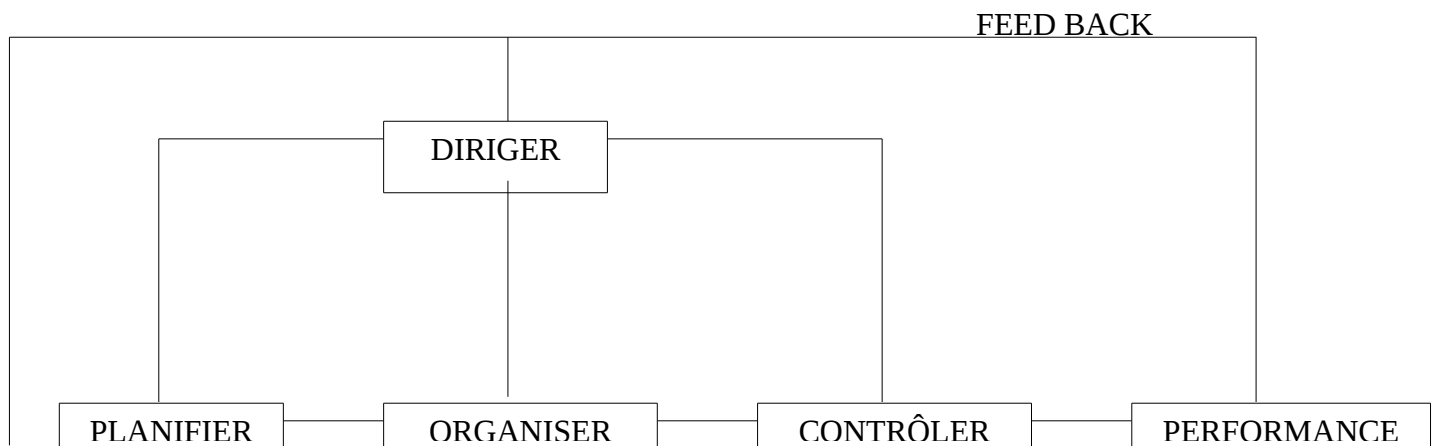 FEED BACK
DIRIGER
PLANIFIER
ORGANISER
CONTRÔLER
PERFORMANCE